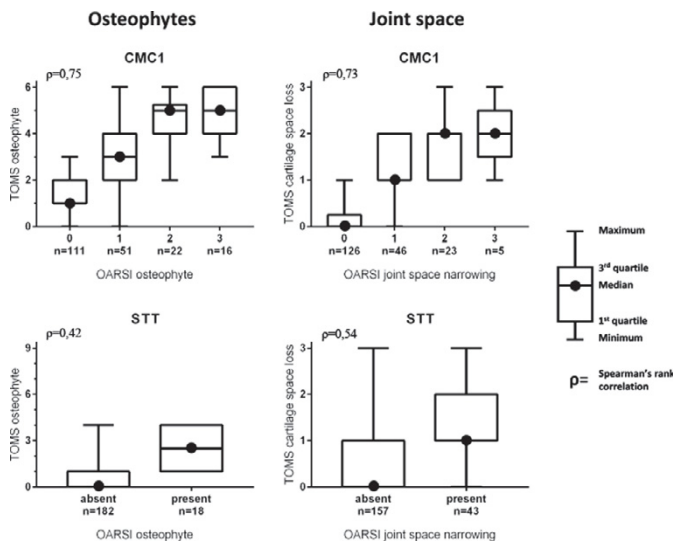 Osteophytes
Joint space
CMC1
ρ=0,75
TOMS osteophyte
6
4
2
0
0 1 2 3
n=111 n=51 n=22 n=16
OARSI osteophyte
CMC1
ρ=0,73
TOMS cartilage space loss
3
2
1
0
0 1 2 3
n=126 n=46 n=23 n=5
OARSI joint space narrowing
STT
ρ=0,42
TOMS osteophyte
9
6
3
0
absent present
n=182 n=18
OARSI osteophyte
STT
ρ=0,54
TOMS cartilage space loss
3
2
1
0
absent present
n=157 n=43
OARSI joint space narrowing
Maximum
3rd quartile
Median
1st quartile
Minimum
ρ= Spearman's rank
correlation